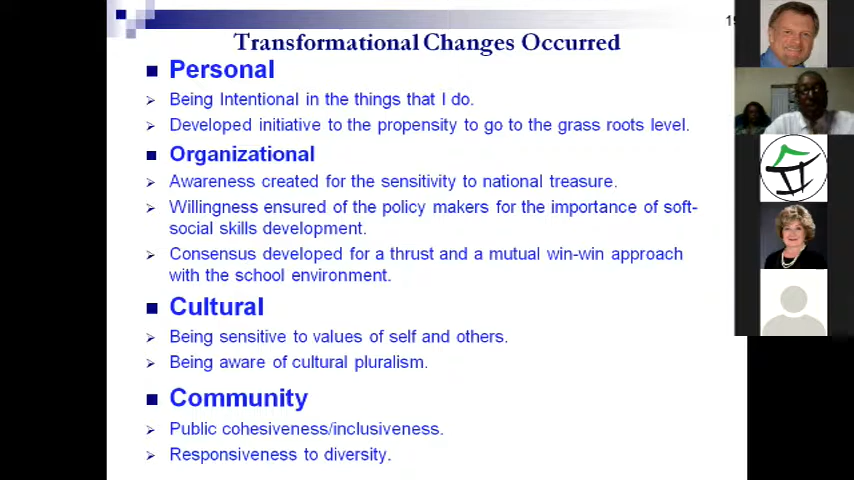 Transformational Changes Occurred
Personal
Being Intentional in the things that I do.
Developed initiative to the propensity to go to the grass roots level.
Organizational
Awareness created for the sensitivity to national treasure.
Willingness ensured of the policy makers for the importance of soft-
social skills development.
Consensus developed for a thrust and a mutual win-win approach
with the school environment.
Cultural
Being sensitive to values of self and others.
Being aware of cultural pluralism.
Community
Public cohesiveness/inclusiveness.
Responsiveness to diversity.